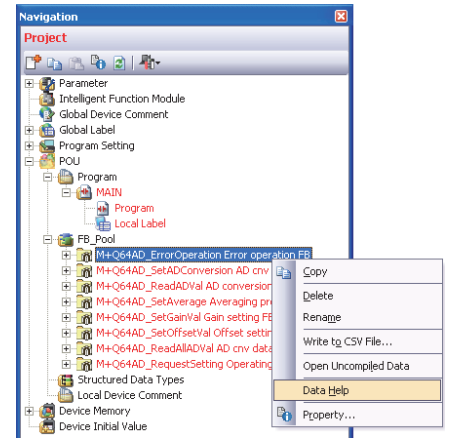 Navigation
Project
Parameter
Intelligent Function Module
Global Device Comment
Global Label
Program Setting
POU
Program
MAIN
Program
Local Label
FB_Pool
M+Q64AD_ErrorOperation Error operation FB
M+Q64AD_SetADConversion AD cnv
M+Q64AD_ReadADVal AD conversion
M+Q64AD_SetAverage Averaging pr
M+Q64AD_SetGainVal Gain setting FB
M+Q64AD_SetOffsetVal Offset settin
M+Q64AD_ReadAllADVal AD cnv data
M+Q64AD_RequestSetting Operating
Structured Data Types
Local Device Comment
Device Memory
Device Initial Value
Copy
Delete
Rename
Write to CSV File...
Open Uncompiled Data
Data Help
Property...